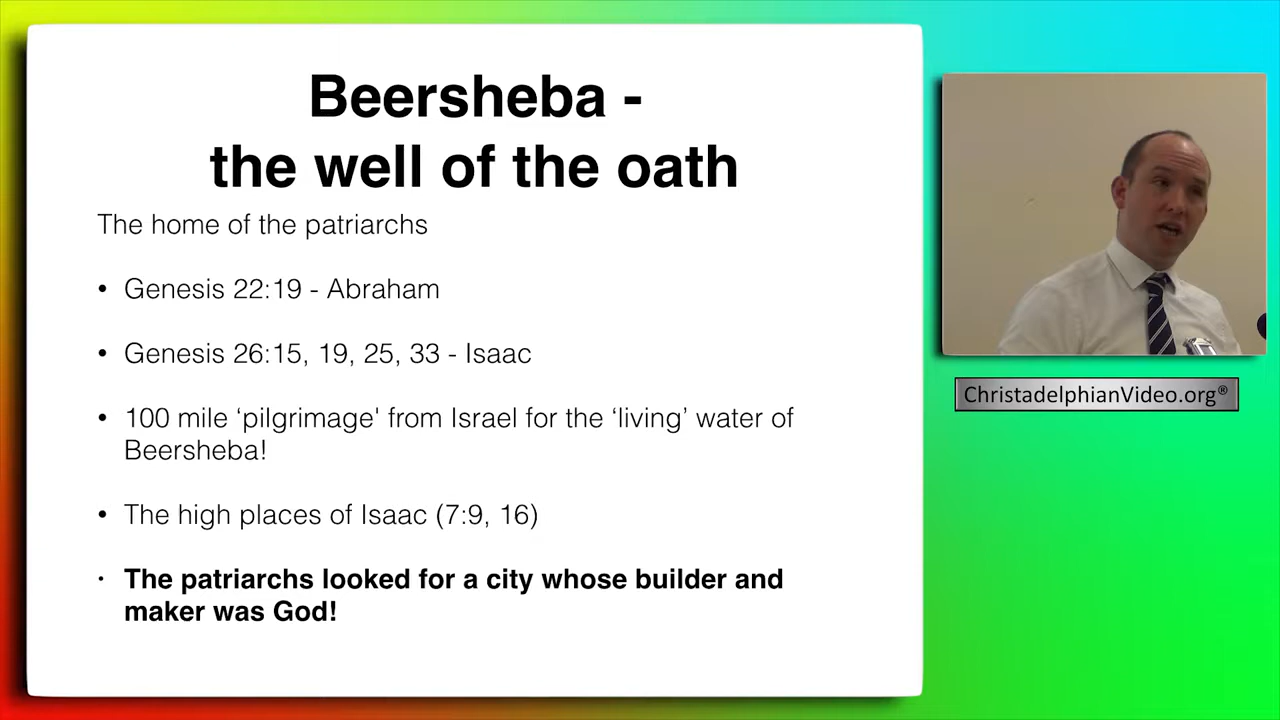 Beersheba -
the well of the oath
The home of the patriarchs
• Genesis 22:19 - Abraham
• Genesis 26:15, 19, 25, 33 - Isaac
• 100 mile ‘pilgrimage' from Israel for the ‘living’ water of
Beersheba!
• The high places of Isaac (7:9, 16)
• The patriarchs looked for a city whose builder and
maker was God!
ChristadelphianVideo.org®